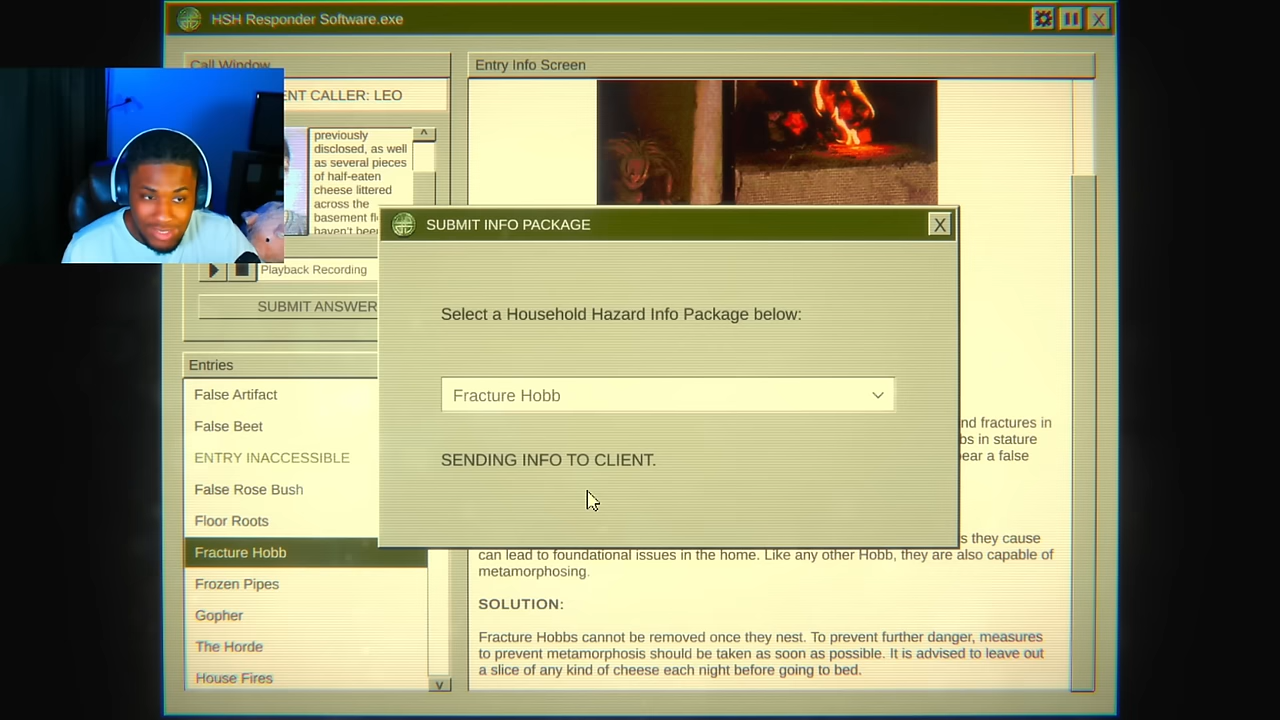 HSH Responder Software.exe
X
Call Window
CALLER: LEO
previously
disclosed, as well
as several pieces
of half-eaten
cheese littered
across the
basement
Playback Recording
SUBMIT ANSWER
Entries
False Artifact
False Beet
ENTRY INACCESSIBLE
False Rose Bush
Floor Roots
Fracture Hobb
Frozen Pipes
Gopher
The Horde
House Fires
Entry Info Screen
SUBMIT INFO PACKAGE
X
Select a Household Hazard Info Package below:
Fracture Hobb
SENDING INFO TO CLIENT.
fractures in
in stature
a false
they cause
can lead to foundational issues in the home. Like any other Hobb, they are also capable of
metamorphosing.
SOLUTION:
Fracture Hobbs cannot be removed once they nest. To prevent further danger, measures
to prevent metamorphosis should be taken as soon as possible. It is advised to leave out
a slice of any kind of cheese each night before going to bed.